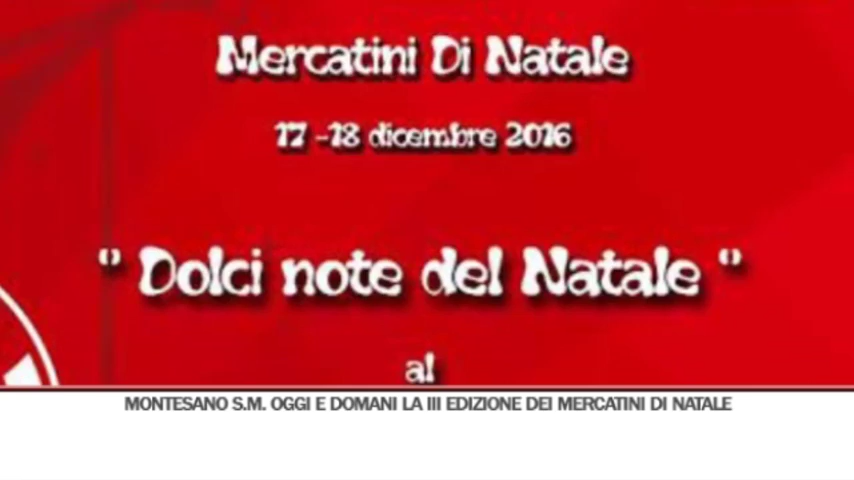 Mercatini Di Natale
17 -18 dicembre 2016
" Dolci note del Natale "
al
MONTESANO S.M. OGGI E DOMANI LA III EDIZIONE DEI MERCATINI DI NATALE